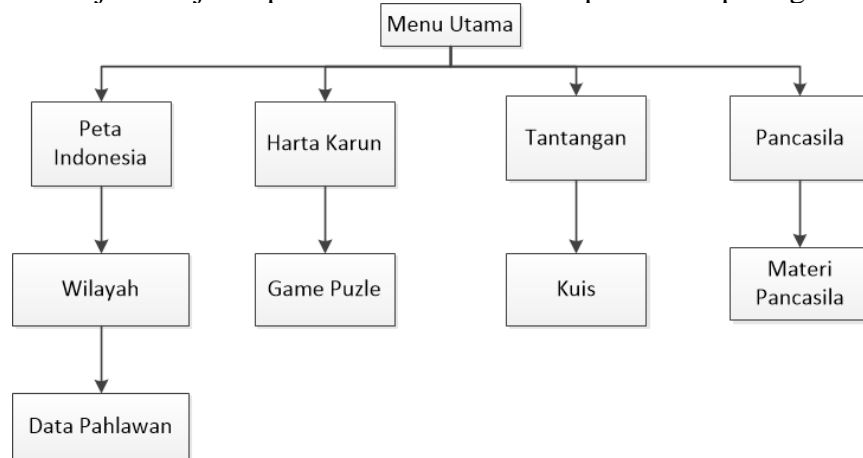 Menu Utama
Peta
Indonesia
Harta Karun
Tantangan
Pancasila
Wilayah
Game Puzle
Kuis
Materi
Pancasila
Data Pahlawan